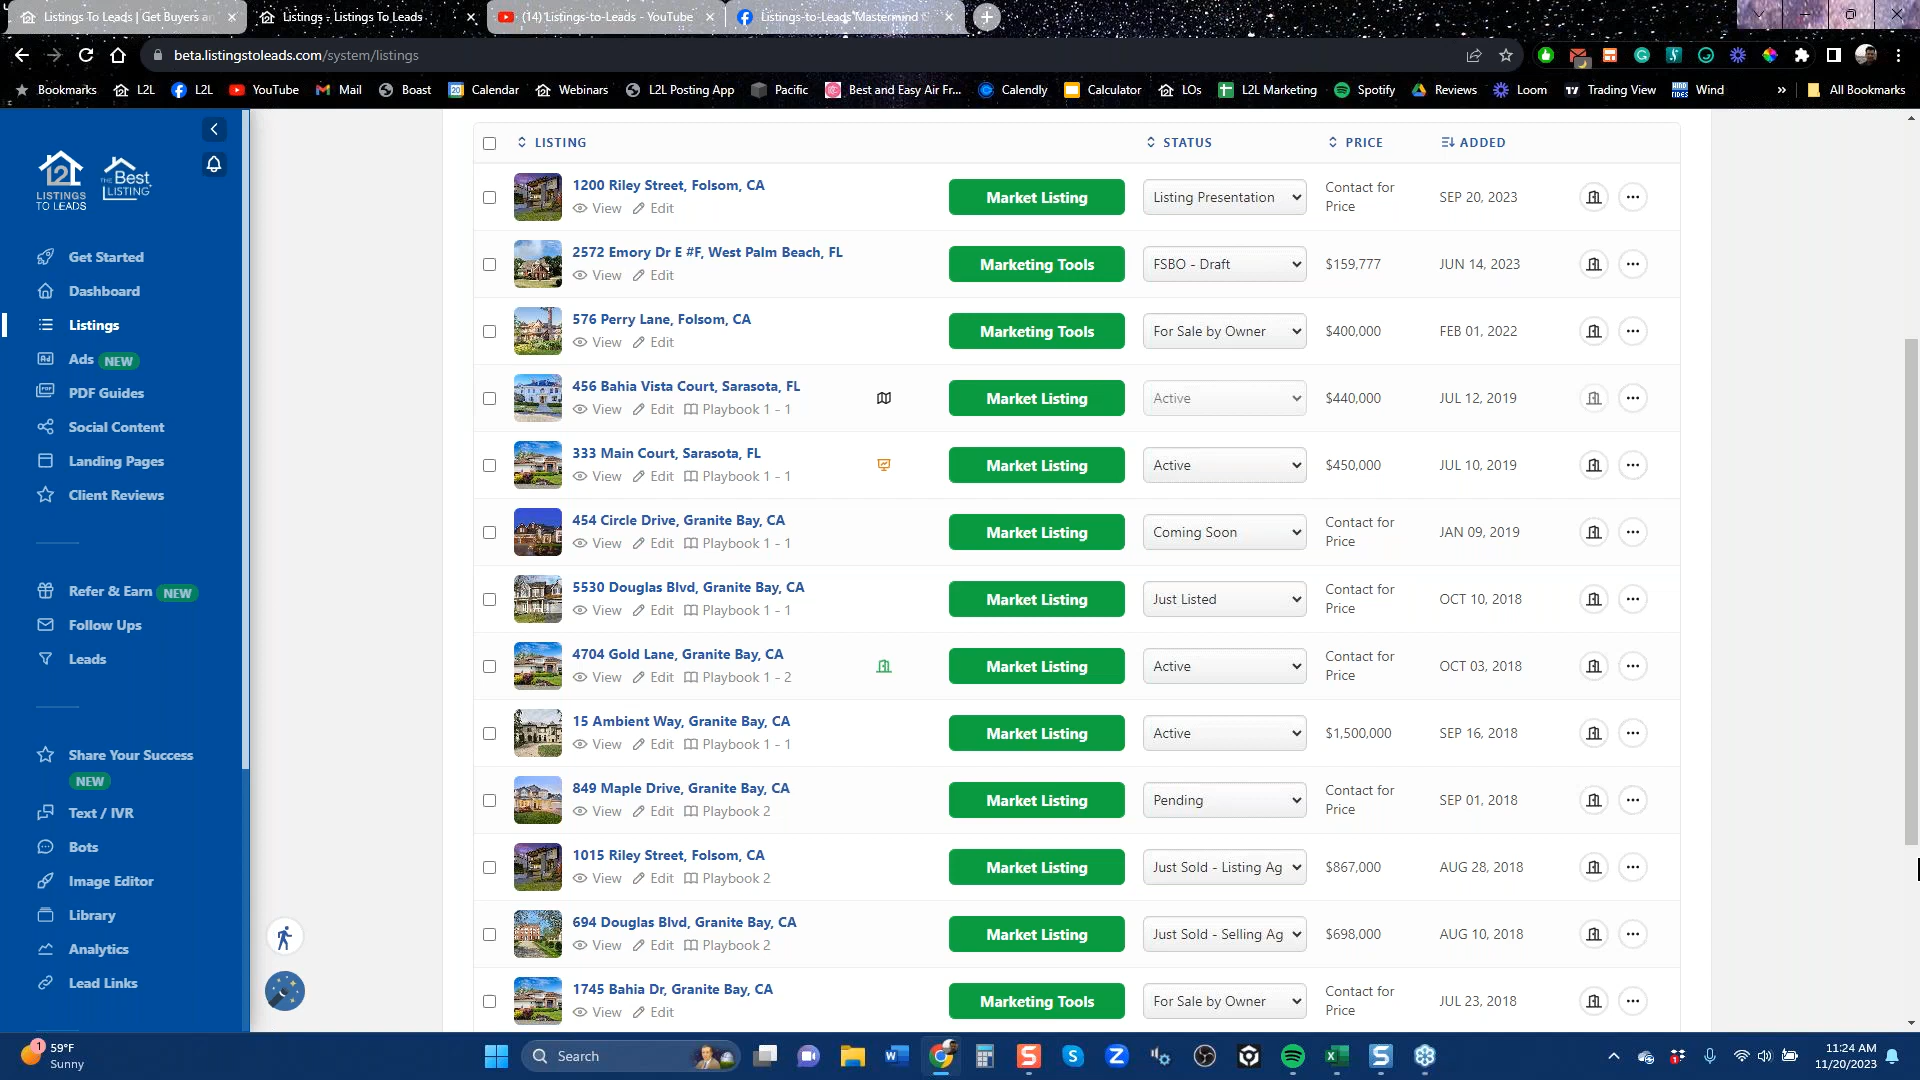 Listings To Leads | Get Buyers an
Listings - Listings To Leads
(14) Listings-to-Leads - YouTube
Listings-to-Leads Mastermind
beta.listingstoleads.com/system/listings
Bookmarks
L2L
L2L
YouTube
Mail
Boast
Calendar
Webinars
L2L Posting App
Pacific
Best and Easy Air Fr...
Calendly
Calculator
LOs
L2L Marketing
Spotify
Reviews
Loom
Trading View
Wind
»
All Bookmarks
L2L
LISTINGS
TO LEADS
THE Best
LISTING
Get Started
Dashboard
Listings
Ads NEW
PDF Guides
Social Content
Landing Pages
Client Reviews
Refer & Earn NEW
Follow Ups
Leads
Share Your Success
NEW
Text / IVR
Bots
Image Editor
Library
Analytics
Lead Links
LISTING STATUS PRICE ADDED
1200 Riley Street, Folsom, CA
View Edit
Market Listing
Listing Presentation
Contact for
Price
SEP 20, 2023
2572 Emory Dr E #F, West Palm Beach, FL
View Edit
Marketing Tools
FSBO - Draft
$159,777
JUN 14, 2023
576 Perry Lane, Folsom, CA
View Edit
Marketing Tools
For Sale by Owner
$400,000
FEB 01, 2022
456 Bahia Vista Court, Sarasota, FL
View Edit Playbook 1 - 1
Market Listing
Active
$440,000
JUL 12, 2019
333 Main Court, Sarasota, FL
View Edit Playbook 1 - 1
Market Listing
Active
$450,000
JUL 10, 2019
454 Circle Drive, Granite Bay, CA
View Edit Playbook 1 - 1
Market Listing
Coming Soon
Contact for
Price
JAN 09, 2019
5530 Douglas Blvd, Granite Bay, CA
View Edit Playbook 1 - 1
Market Listing
Just Listed
Contact for
Price
OCT 10, 2018
4704 Gold Lane, Granite Bay, CA
View Edit Playbook 1 - 2
Market Listing
Active
Contact for
Price
OCT 03, 2018
15 Ambient Way, Granite Bay, CA
View Edit Playbook 1 - 1
Market Listing
Active
$1,500,000
SEP 16, 2018
849 Maple Drive, Granite Bay, CA
View Edit Playbook 2
Market Listing
Pending
Contact for
Price
SEP 01, 2018
1015 Riley Street, Folsom, CA
View Edit Playbook 2
Market Listing
Just Sold - Listing Ag
$867,000
AUG 28, 2018
694 Douglas Blvd, Granite Bay, CA
View Edit Playbook 2
Market Listing
Just Sold - Selling Ag
$698,000
AUG 10, 2018
1745 Bahia Dr, Granite Bay, CA
View Edit
Marketing Tools
For Sale by Owner
Contact for
Price
JUL 23, 2018
1
59°F
Sunny
Search
11:24 AM
11/20/2023